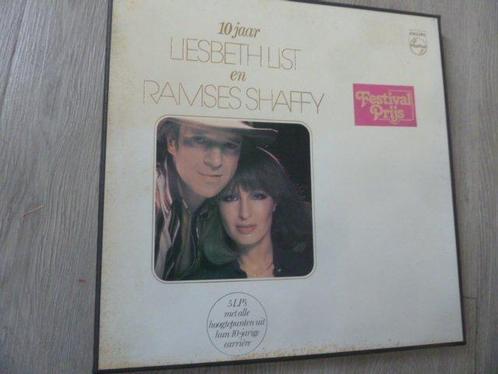 10 jaar
LIESBETH LIST
en
RAMSES SHAFFY
PHILIPS
Festival
Prijs
5 LP's
met alle
hoogtepunten uit
hun 10-jarige
carrière